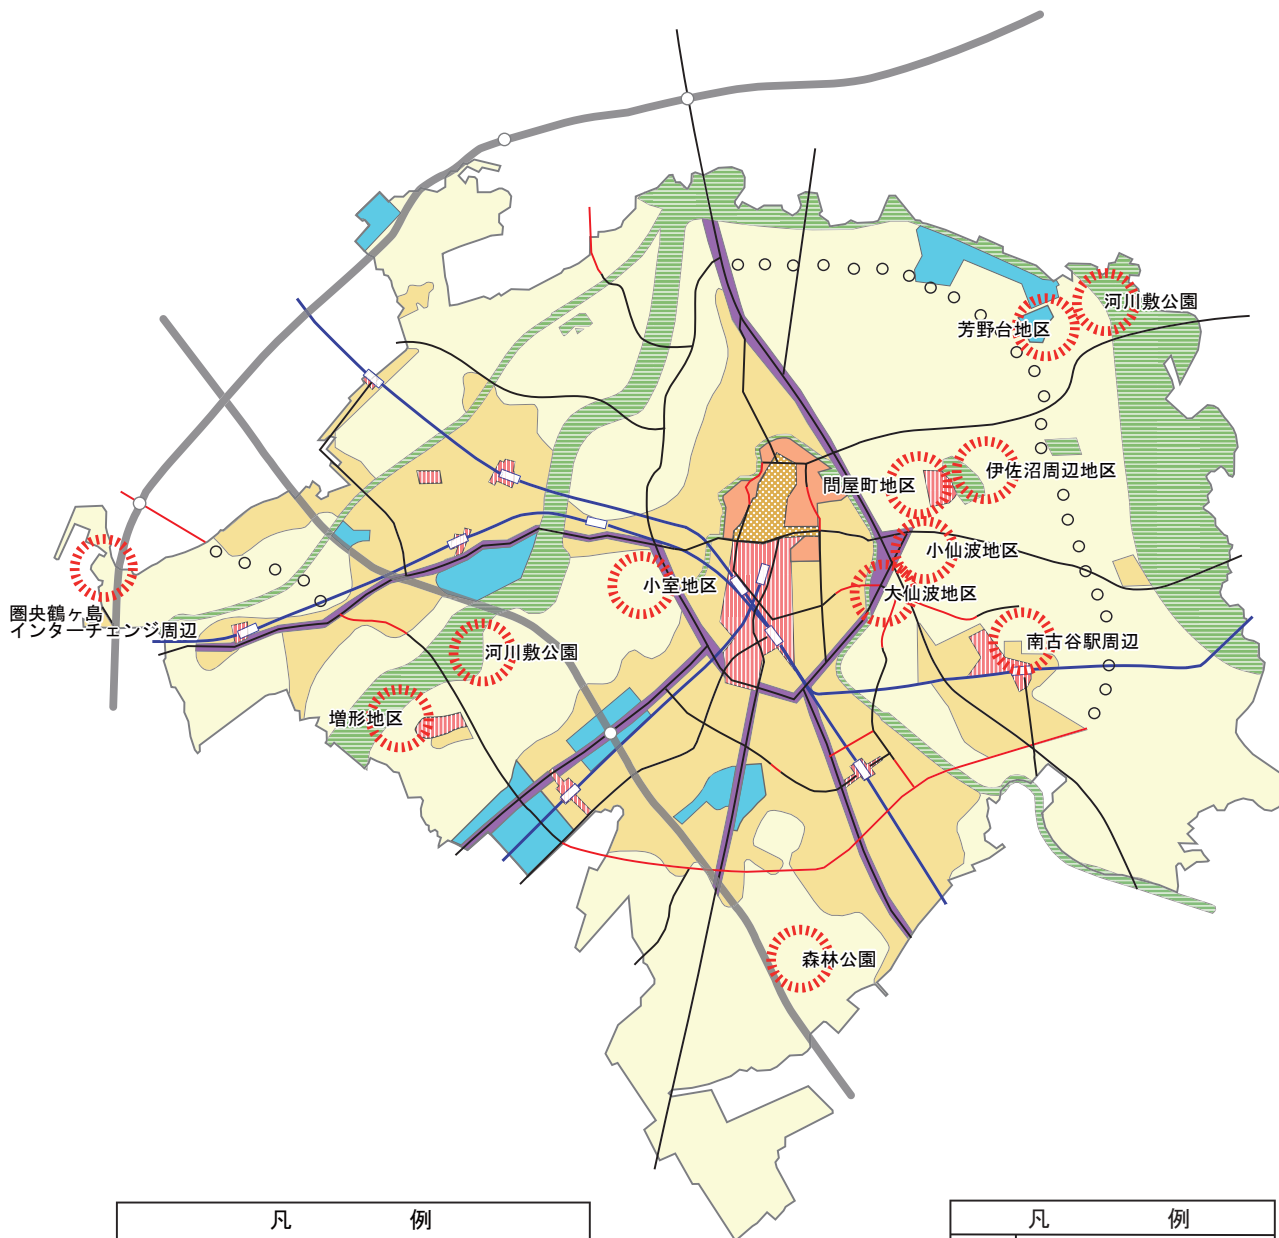 河川敷公園
芳野台地区
伊佐沼周辺地区
問屋町地区
小仙波地区
小室地区
大仙波地区
圏央鶴ヶ島
インターチェンジ周辺
南古谷駅周辺
河川敷公園
増形地区
森林公園
凡 例
凡 例